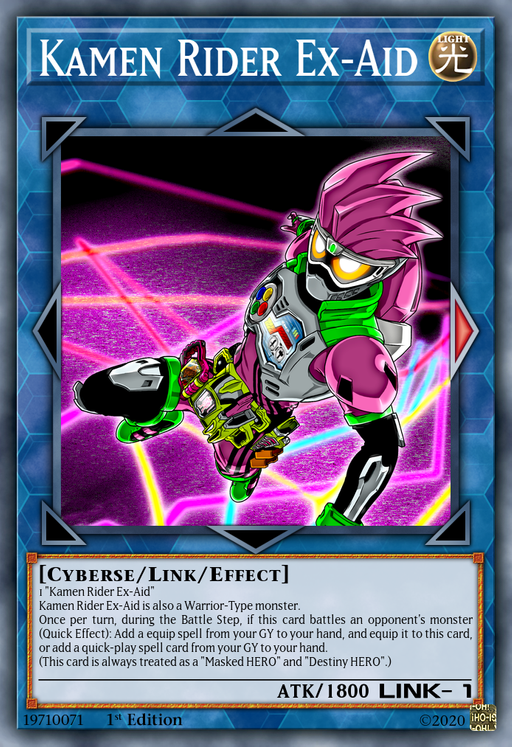 KAMEN RIDER EX-AID
LIGHT
光
[CYBERSE/LINK/EFFECT]
1 "Kamen Rider Ex-Aid"
Kamen Rider Ex-Aid is also a Warrior-Type monster.
Once per turn, during the Battle Step, if this card battles an opponent's monster
(Quick Effect): Add a equip spell from your GY to your hand, and equip it to this card,
or add a quick-play spell card from your GY to your hand.
(This card is always treated as a "Masked HERO" and "Destiny HERO".)
ATK/1800 LINK- 1
19710071 1st Edition ©2020